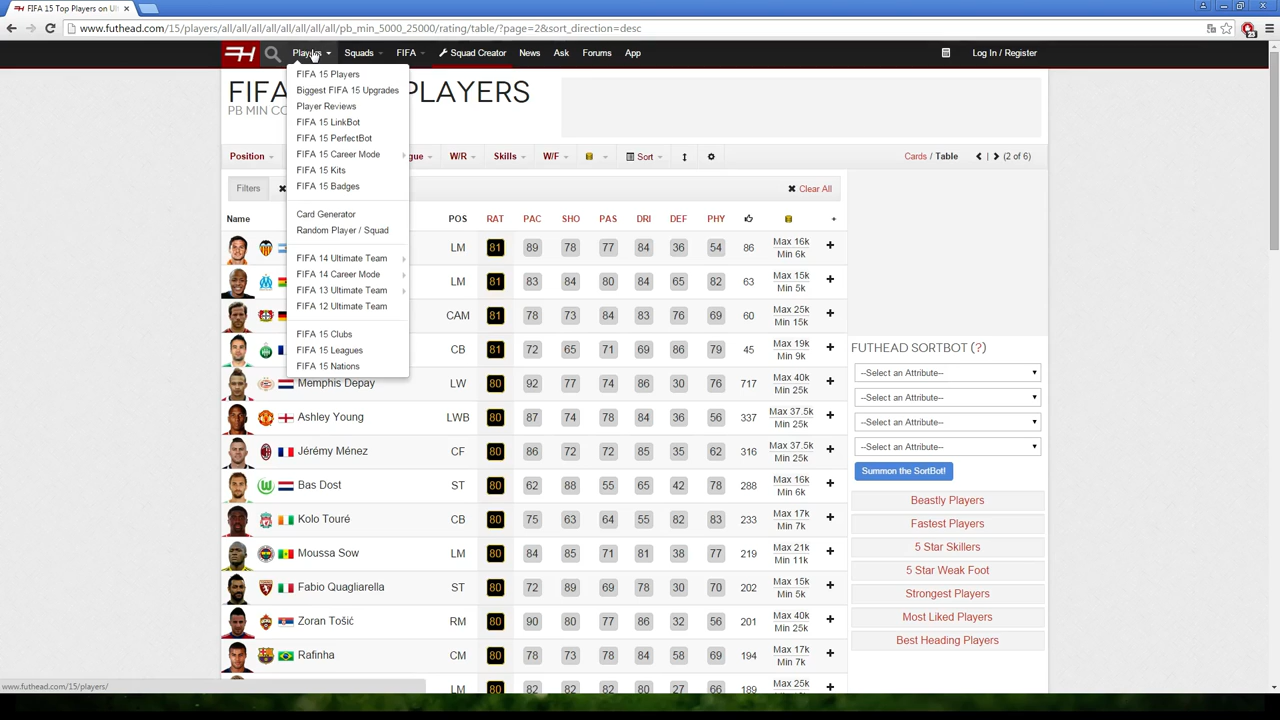 FIFA 15 Top Players on Ult
www.futhead.com/15/players/all/all/all/all/all/all/all/pb_min_5000_25000/rating/table/?page=2&sort_direction=desc
23
FH Players Squads FIFA Squad Creator News Ask Forums App Log In / Register
FIFA PLAYERS
PB MIN CO
FIFA 15 Players
Biggest FIFA 15 Upgrades
Player Reviews
FIFA 15 LinkBot
FIFA 15 PerfectBot
FIFA 15 Career Mode
FIFA 15 Kits
FIFA 15 Badges
Card Generator
Random Player / Squad
FIFA 14 Ultimate Team
FIFA 14 Career Mode
FIFA 13 Ultimate Team
FIFA 12 Ultimate Team
FIFA 15 Clubs
FIFA 15 Leagues
FIFA 15 Nations
Position gue W/R Skills W/F Sort Cards / Table (2 of 6)
Filters Clear All
Name POS RAT PAC SHO PAS DRI DEF PHY +
LM 81 89 78 77 84 36 54 86 Max 16k
Min 6k
LM 81 83 84 80 84 65 82 63 Max 15k
Min 5k
CAM 81 78 73 84 83 76 69 60 Max 25k
Min 15k
CB 81 72 65 71 69 86 79 45 Max 19k
Min 9k
Memphis Depay LW 80 92 77 74 86 30 76 717 Max 40k
Min 25k
Ashley Young LWB 80 87 74 78 84 36 56 337 Max 37.5k
Min 25k
Jérémy Ménez CF 80 86 72 72 85 35 62 316 Max 37.5k
Min 25k
Bas Dost ST 80 62 88 55 65 42 78 288 Max 16k
Min 6k
Kolo Touré CB 80 75 63 64 55 82 83 233 Max 17k
Min 7k
Moussa Sow LM 80 84 85 71 81 38 77 219 Max 21k
Min 11k
Fabio Quagliarella ST 80 72 89 69 78 30 70 202 Max 15k
Min 5k
Zoran Tošić RM 80 90 80 77 86 32 56 201 Max 40k
Min 25k
Rafinha CM 80 78 73 78 84 58 69 194 Max 17k
Min 7k
LM 80 82 82 82 80 27 66 189 Max 25k
FUTHEAD SORTBOT (?)
--Select an Attribute--
--Select an Attribute--
--Select an Attribute--
--Select an Attribute--
Summon the SortBot!
Beastly Players
Fastest Players
5 Star Skillers
5 Star Weak Foot
Strongest Players
Most Liked Players
Best Heading Players
www.futhead.com/15/players/